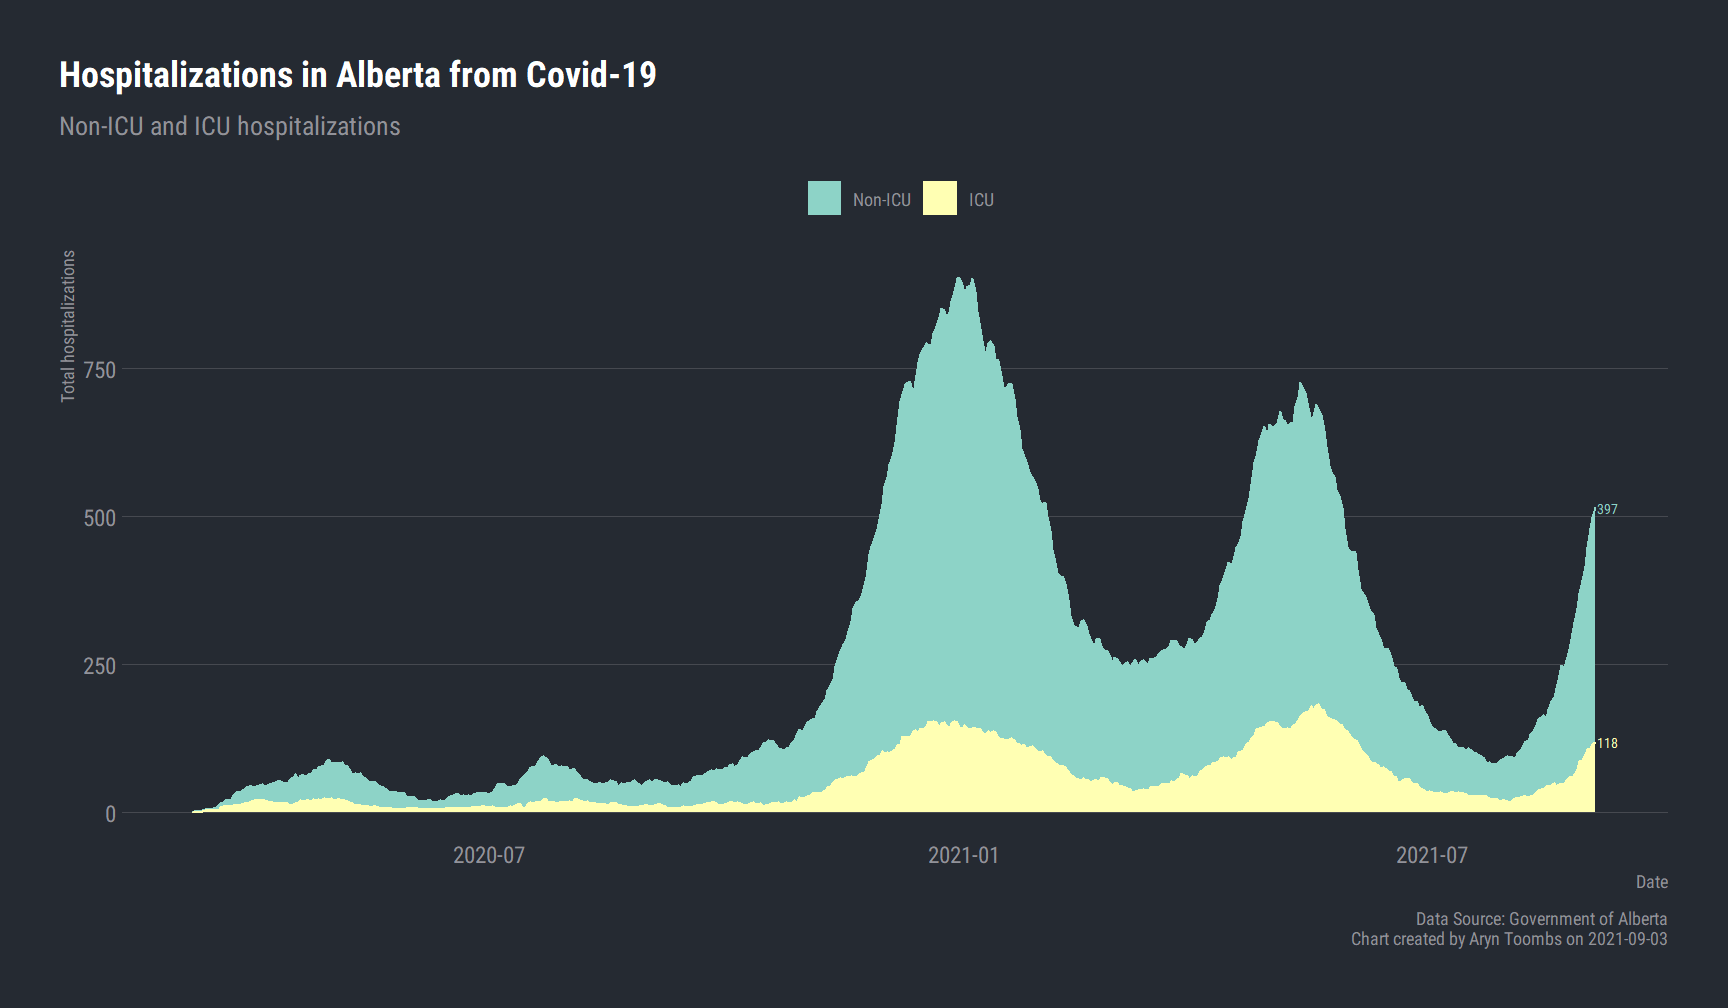 Hospitalizations in Alberta from Covid-19
Non-ICU and ICU hospitalizations
Non-ICU ICU
Total hospitalizations
750
500
250
0
397
118
2020-07 2021-01 2021-07
Date
Data Source: Government of Alberta
Chart created by Aryn Toombs on 2021-09-03